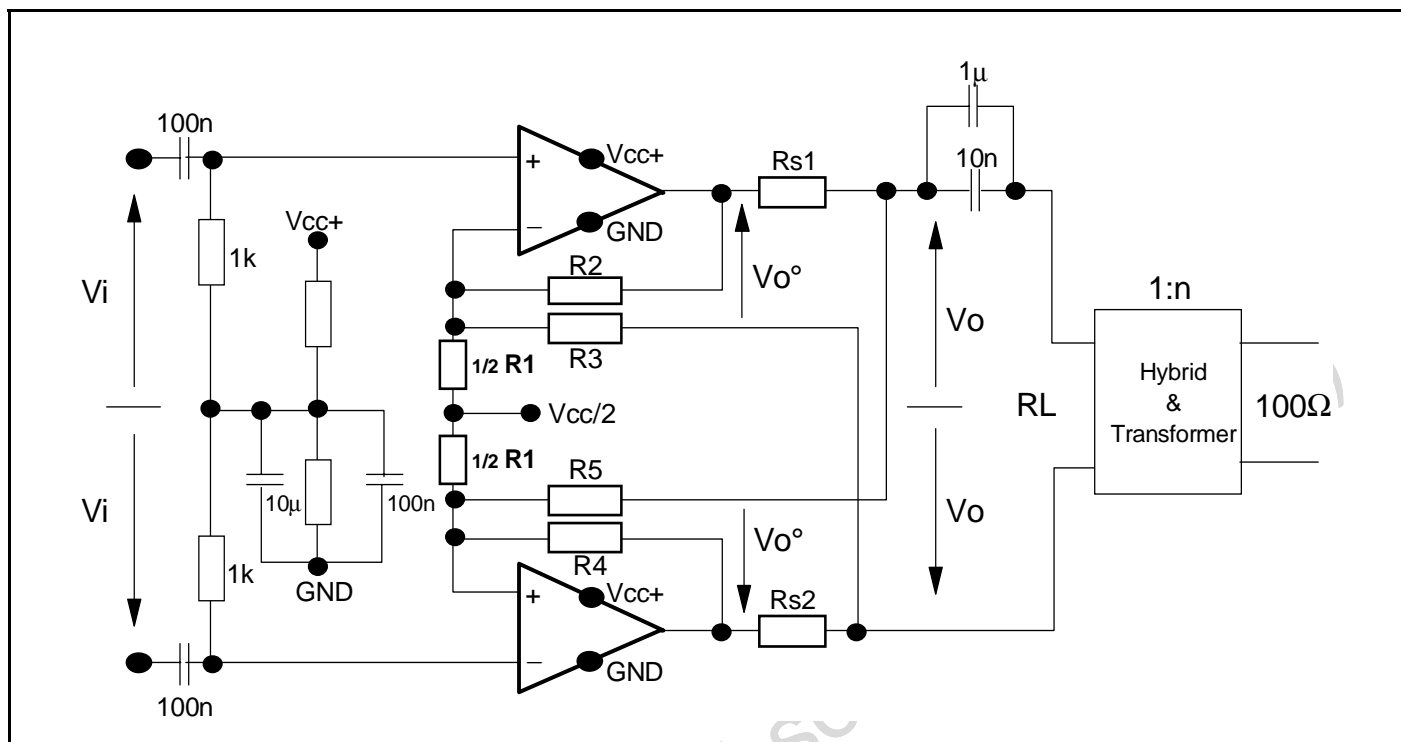 1µ
100n
Vcc+
Rs1
10n
+
−
GND
Vcc+
1k
R2
Vo°
1:n
Vi
R3
Vo
1/2 R1
Hybrid
&
Transformer
Vcc/2
RL
100Ω
1/2 R1
R5
Vi
10µ
100n
Vo°
Vo
R4
1k
GND
+
−
Vcc+
Rs2
GND
100n